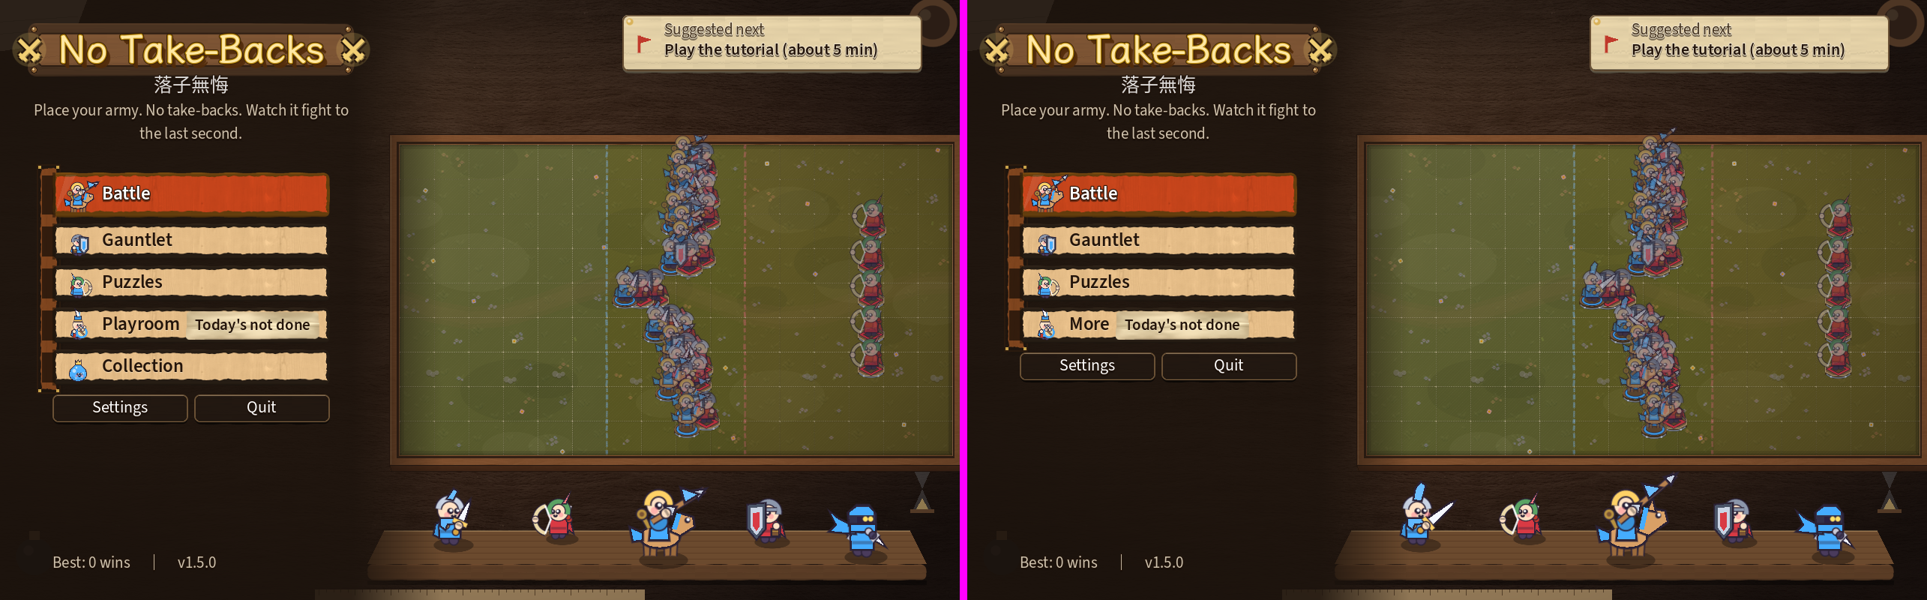 No Take-Backs
落子無悔
Place your army. No take-backs. Watch it fight to
the last second.
Suggested next
Play the tutorial (about 5 min)
Battle
Gauntlet
Puzzles
Playroom Today's not done
Collection
Settings Quit
Best: 0 wins | v1.5.0
No Take-Backs
落子無悔
Place your army. No take-backs. Watch it fight to
the last second.
Suggested next
Play the tutorial (about 5 min)
Battle
Gauntlet
Puzzles
More Today's not done
Settings Quit
Best: 0 wins | v1.5.0